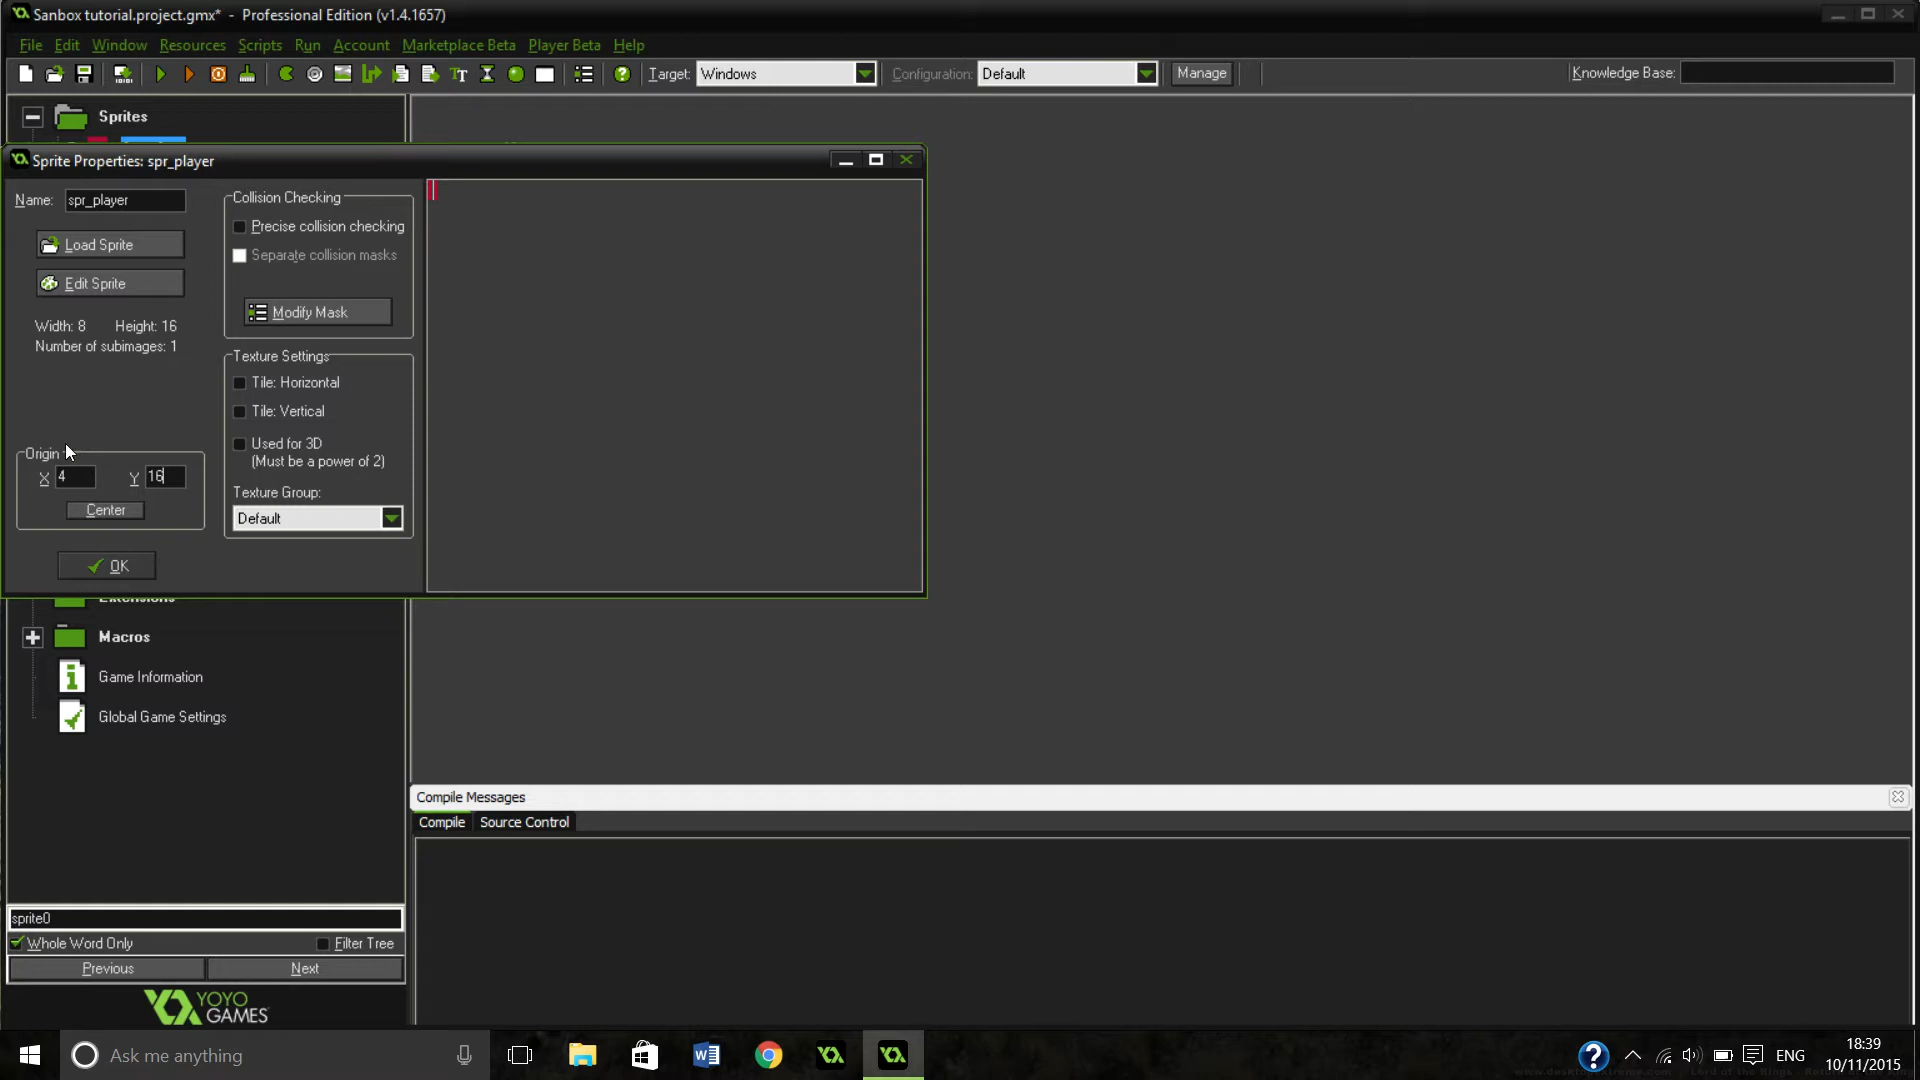 Sanbox tutorial.project.gmx* - Professional Edition (v1.4.1657)
File Edit Window Resources Scripts Run Account Marketplace Beta Player Beta Help
Target: Windows Configuration: Default Manage Knowledge Base:
Sprites
Sprite Properties: spr_player
Name: spr_player
Load Sprite
Edit Sprite
Width: 8 Height: 16
Number of subimages: 1
Origin
X 4 Y 16
Center
OK
Collision Checking
Precise collision checking
Separate collision masks
Modify Mask
Texture Settings
Tile: Horizontal
Tile: Vertical
Used for 3D
(Must be a power of 2)
Texture Group:
Default
Extensions
Macros
Game Information
Global Game Settings
Compile Messages
Compile Source Control
sprite0
Whole Word Only Filter Tree
Previous Next
YOYO
GAMES
Ask me anything
ENG
18:39
10/11/2015